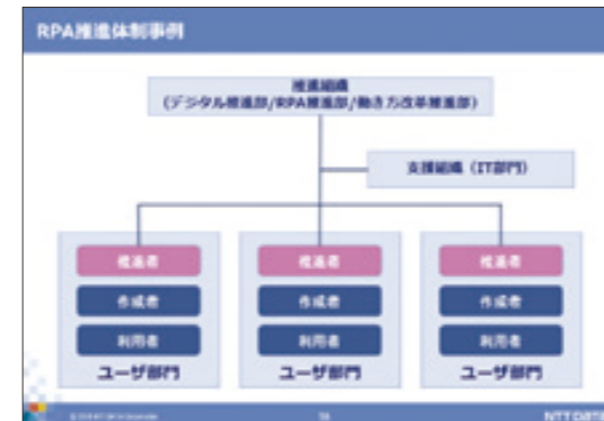 RPA推進体制事例
推進組織
(デジタル推進部/RPA推進部/働き方改革推進部)
支援組織（IT部門）
推進者
作成者
利用者
ユーザ部門
推進者
作成者
利用者
ユーザ部門
推進者
作成者
利用者
ユーザ部門
NTT DATA